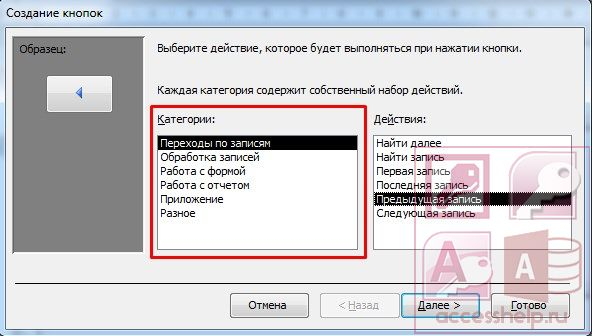 Создание кнопок
Образец:
Выберите действие, которое будет выполняться при нажатии кнопки.
Каждая категория содержит собственный набор действий.
Категории:
Переходы по записям
Обработка записей
Работа с формой
Работа с отчетом
Приложение
Разное
Действия:
Найти далее
Найти запись
Первая запись
Последняя запись
Предыдущая запись
Следующая запись
Отмена
< Назад
Далее >
Готово
accesshelp.ru